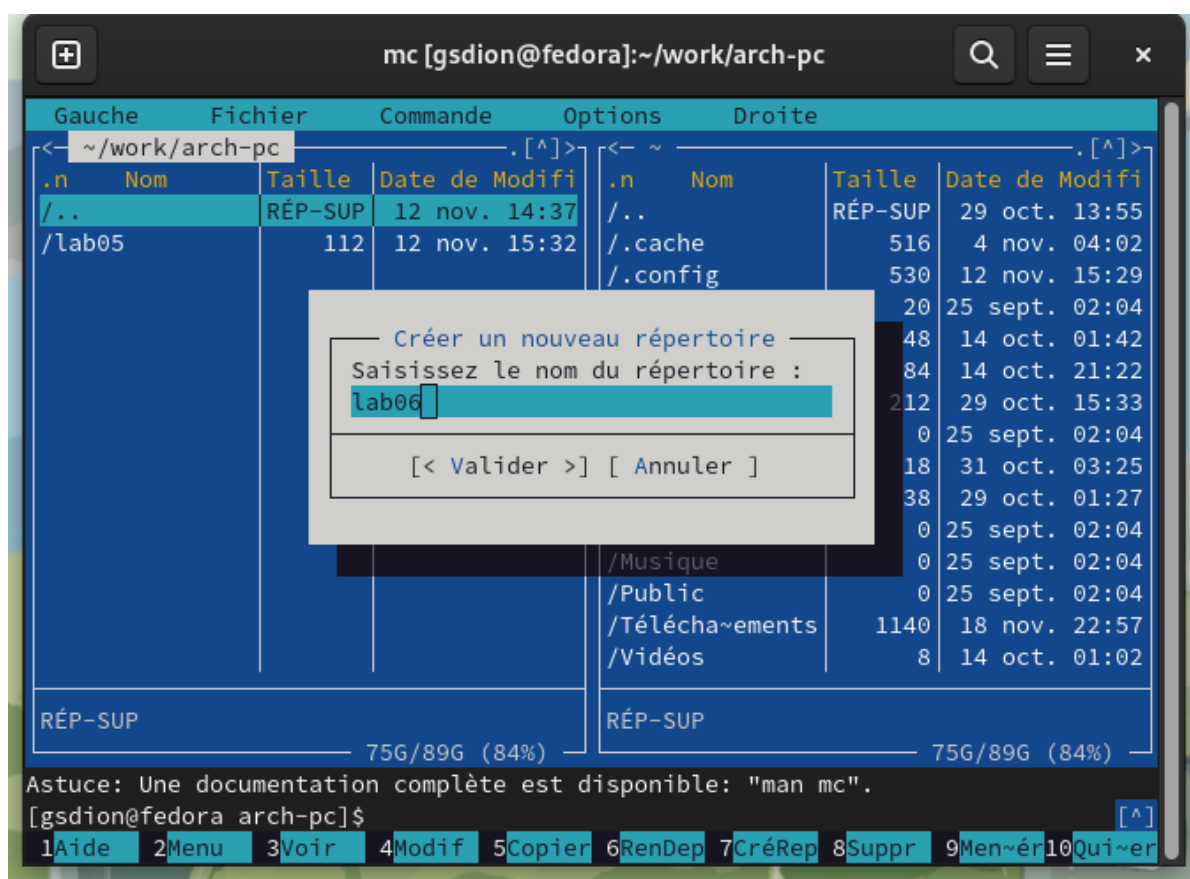 mc [gsdion@fedora]:~/work/arch-pc
Gauche Fichier Commande Options Droite
<─ ~/work/arch-pc ─.[^]>┐ ┌<─ ~ ─.[^]>
.n Nom Taille Date de Modifi .n Nom Taille Date de Modifi
/.. RÉP-SUP 12 nov. 14:37 /.. RÉP-SUP 29 oct. 13:55
/lab05 112 12 nov. 15:32 /.cache 516 4 nov. 04:02
/.config 530 12 nov. 15:29
20 25 sept. 02:04
Créer un nouveau répertoire 48 14 oct. 01:42
Saisissez le nom du répertoire : 84 14 oct. 21:22
lab06 212 29 oct. 15:33
0 25 sept. 02:04
[< Valider >] [ Annuler ] 18 31 oct. 03:25
38 29 oct. 01:27
0 25 sept. 02:04
/Musique 0 25 sept. 02:04
/Public 0 25 sept. 02:04
/Télécha~ements 1140 18 nov. 22:57
/Vidéos 8 14 oct. 01:02
RÉP-SUP RÉP-SUP
75G/89G (84%) 75G/89G (84%)
Astuce: Une documentation complète est disponible: "man mc".
[gsdion@fedora arch-pc]$ [^]
1Aide 2Menu 3Voir 4Modif 5Copier 6RenDep 7CréRep 8Suppr 9Men~ér10Qui~er